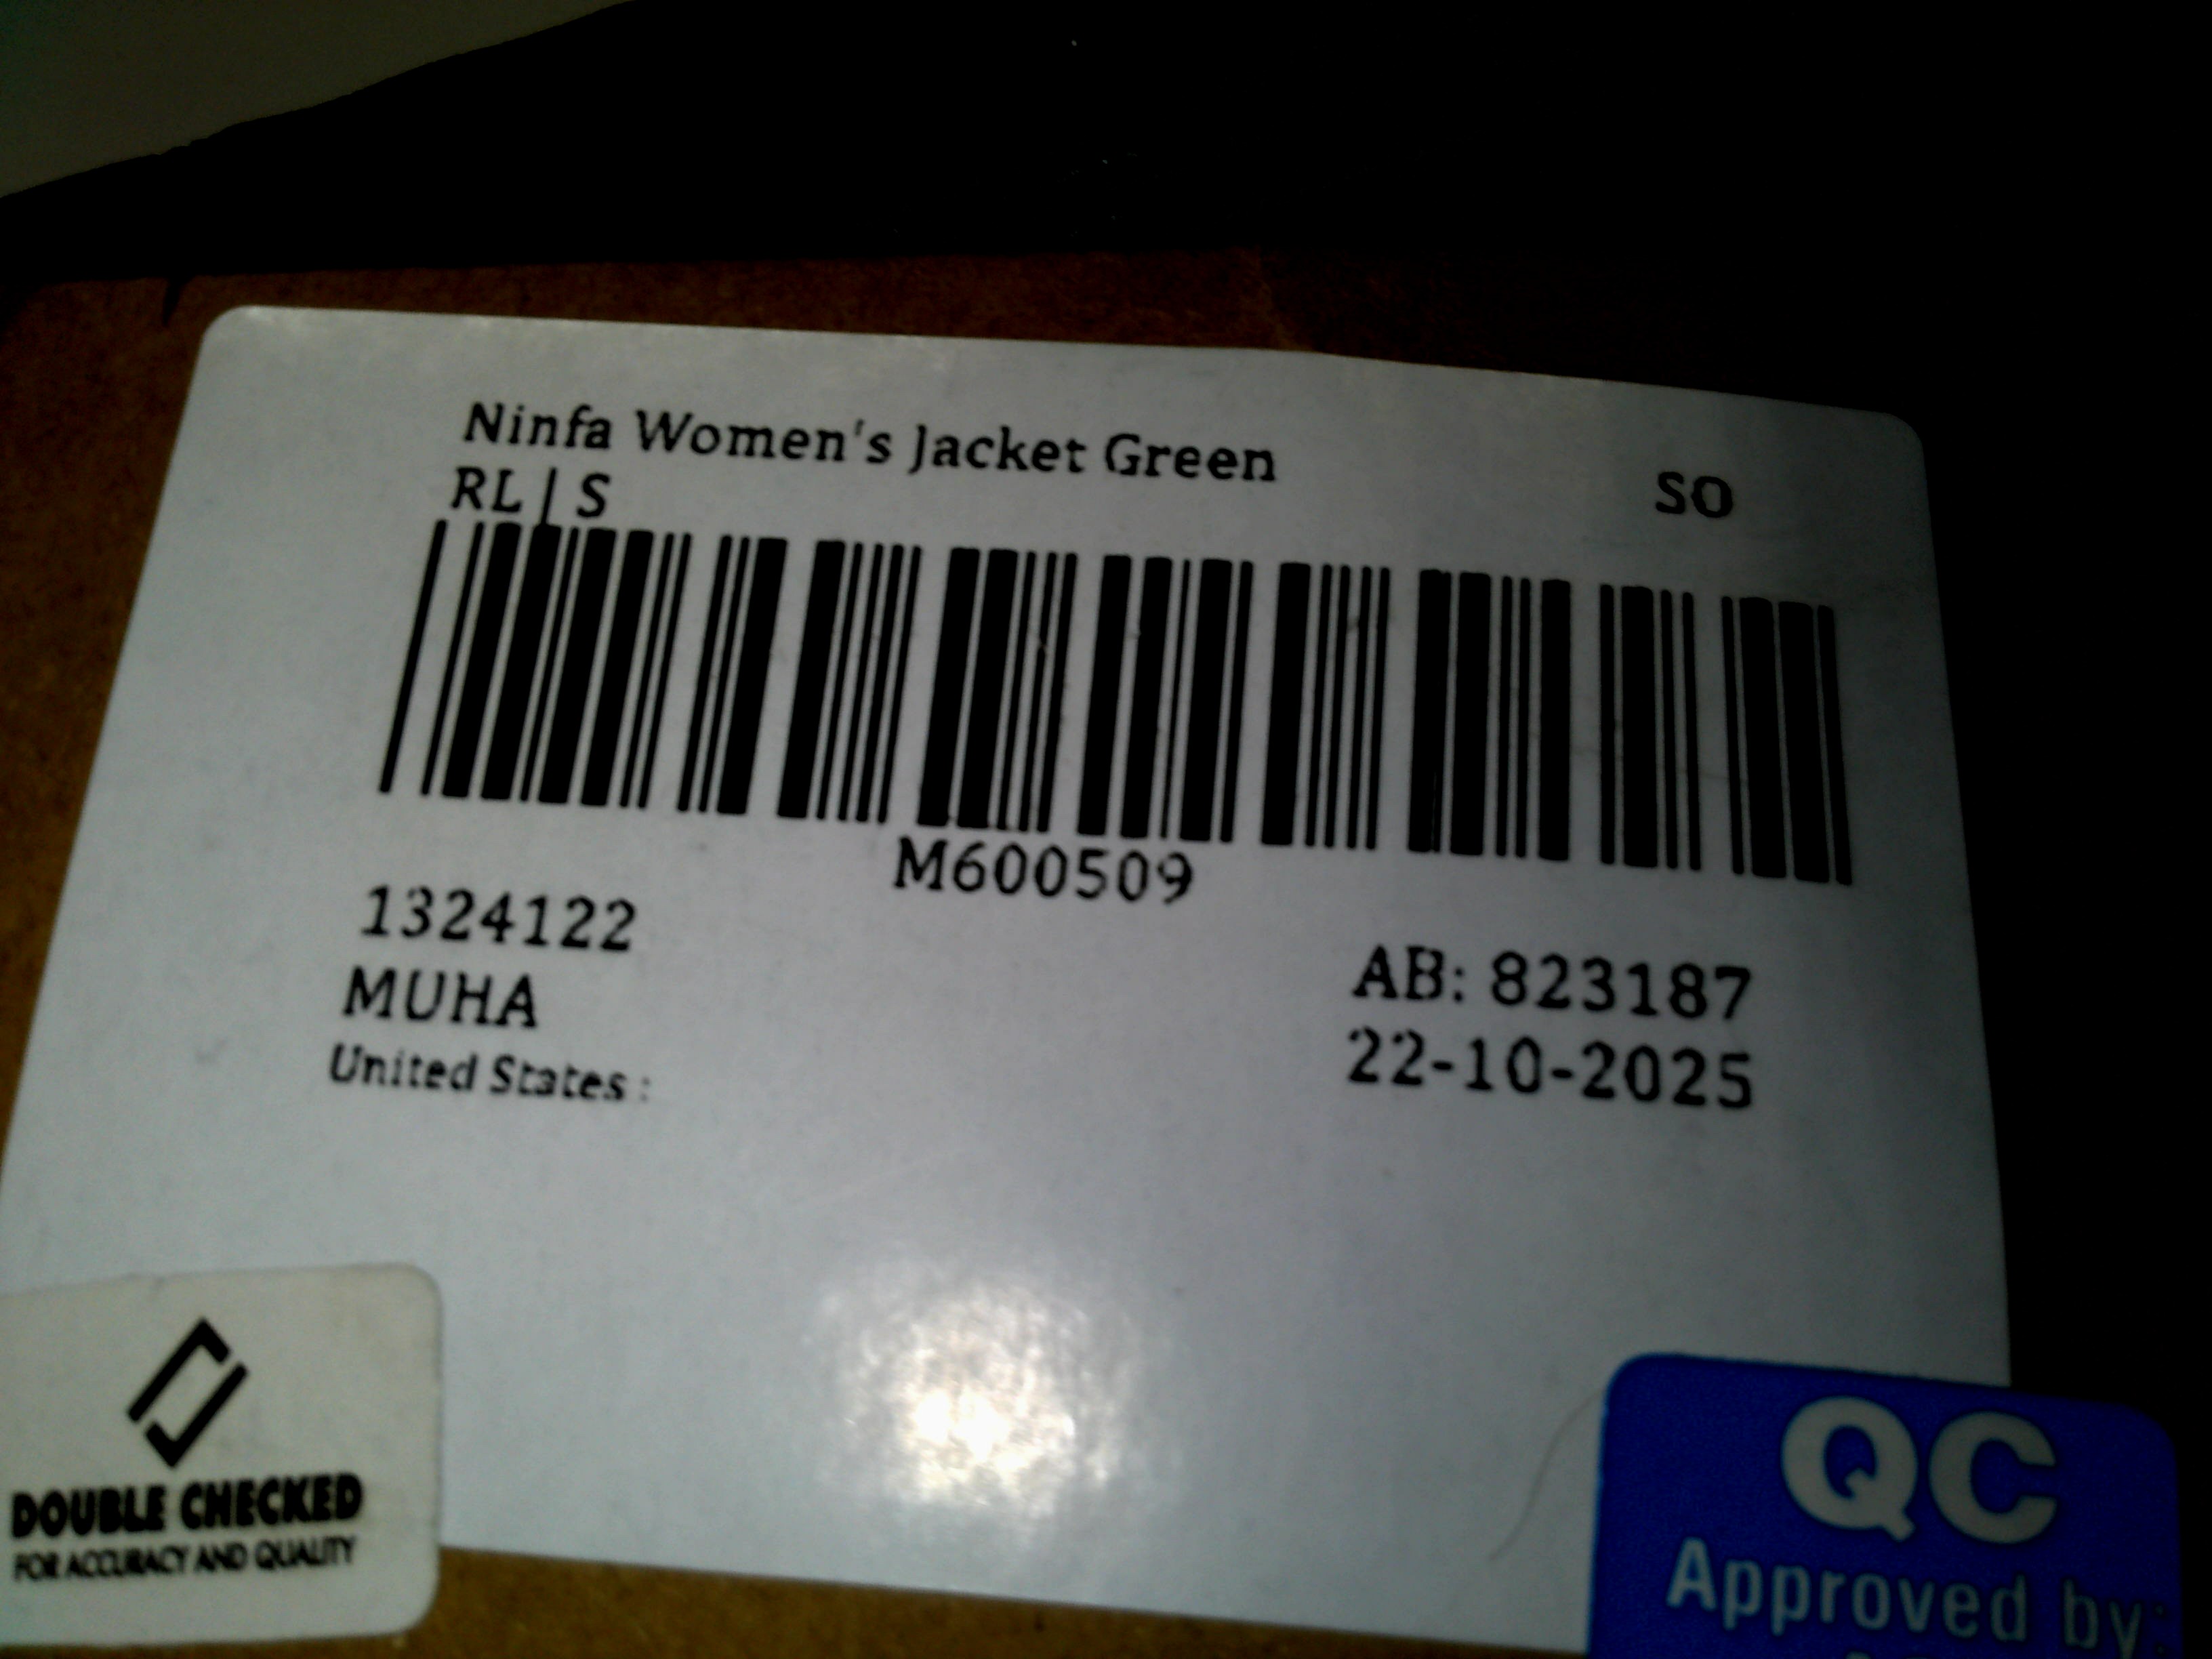 Ninfa Women's Jacket Green
RL | S
SO
M600509
1324122
MUHA
United States :
AB: 823187
22-10-2025
DOUBLE CHECKED
FOR ACCURACY AND QUALITY
QC
Approved by: